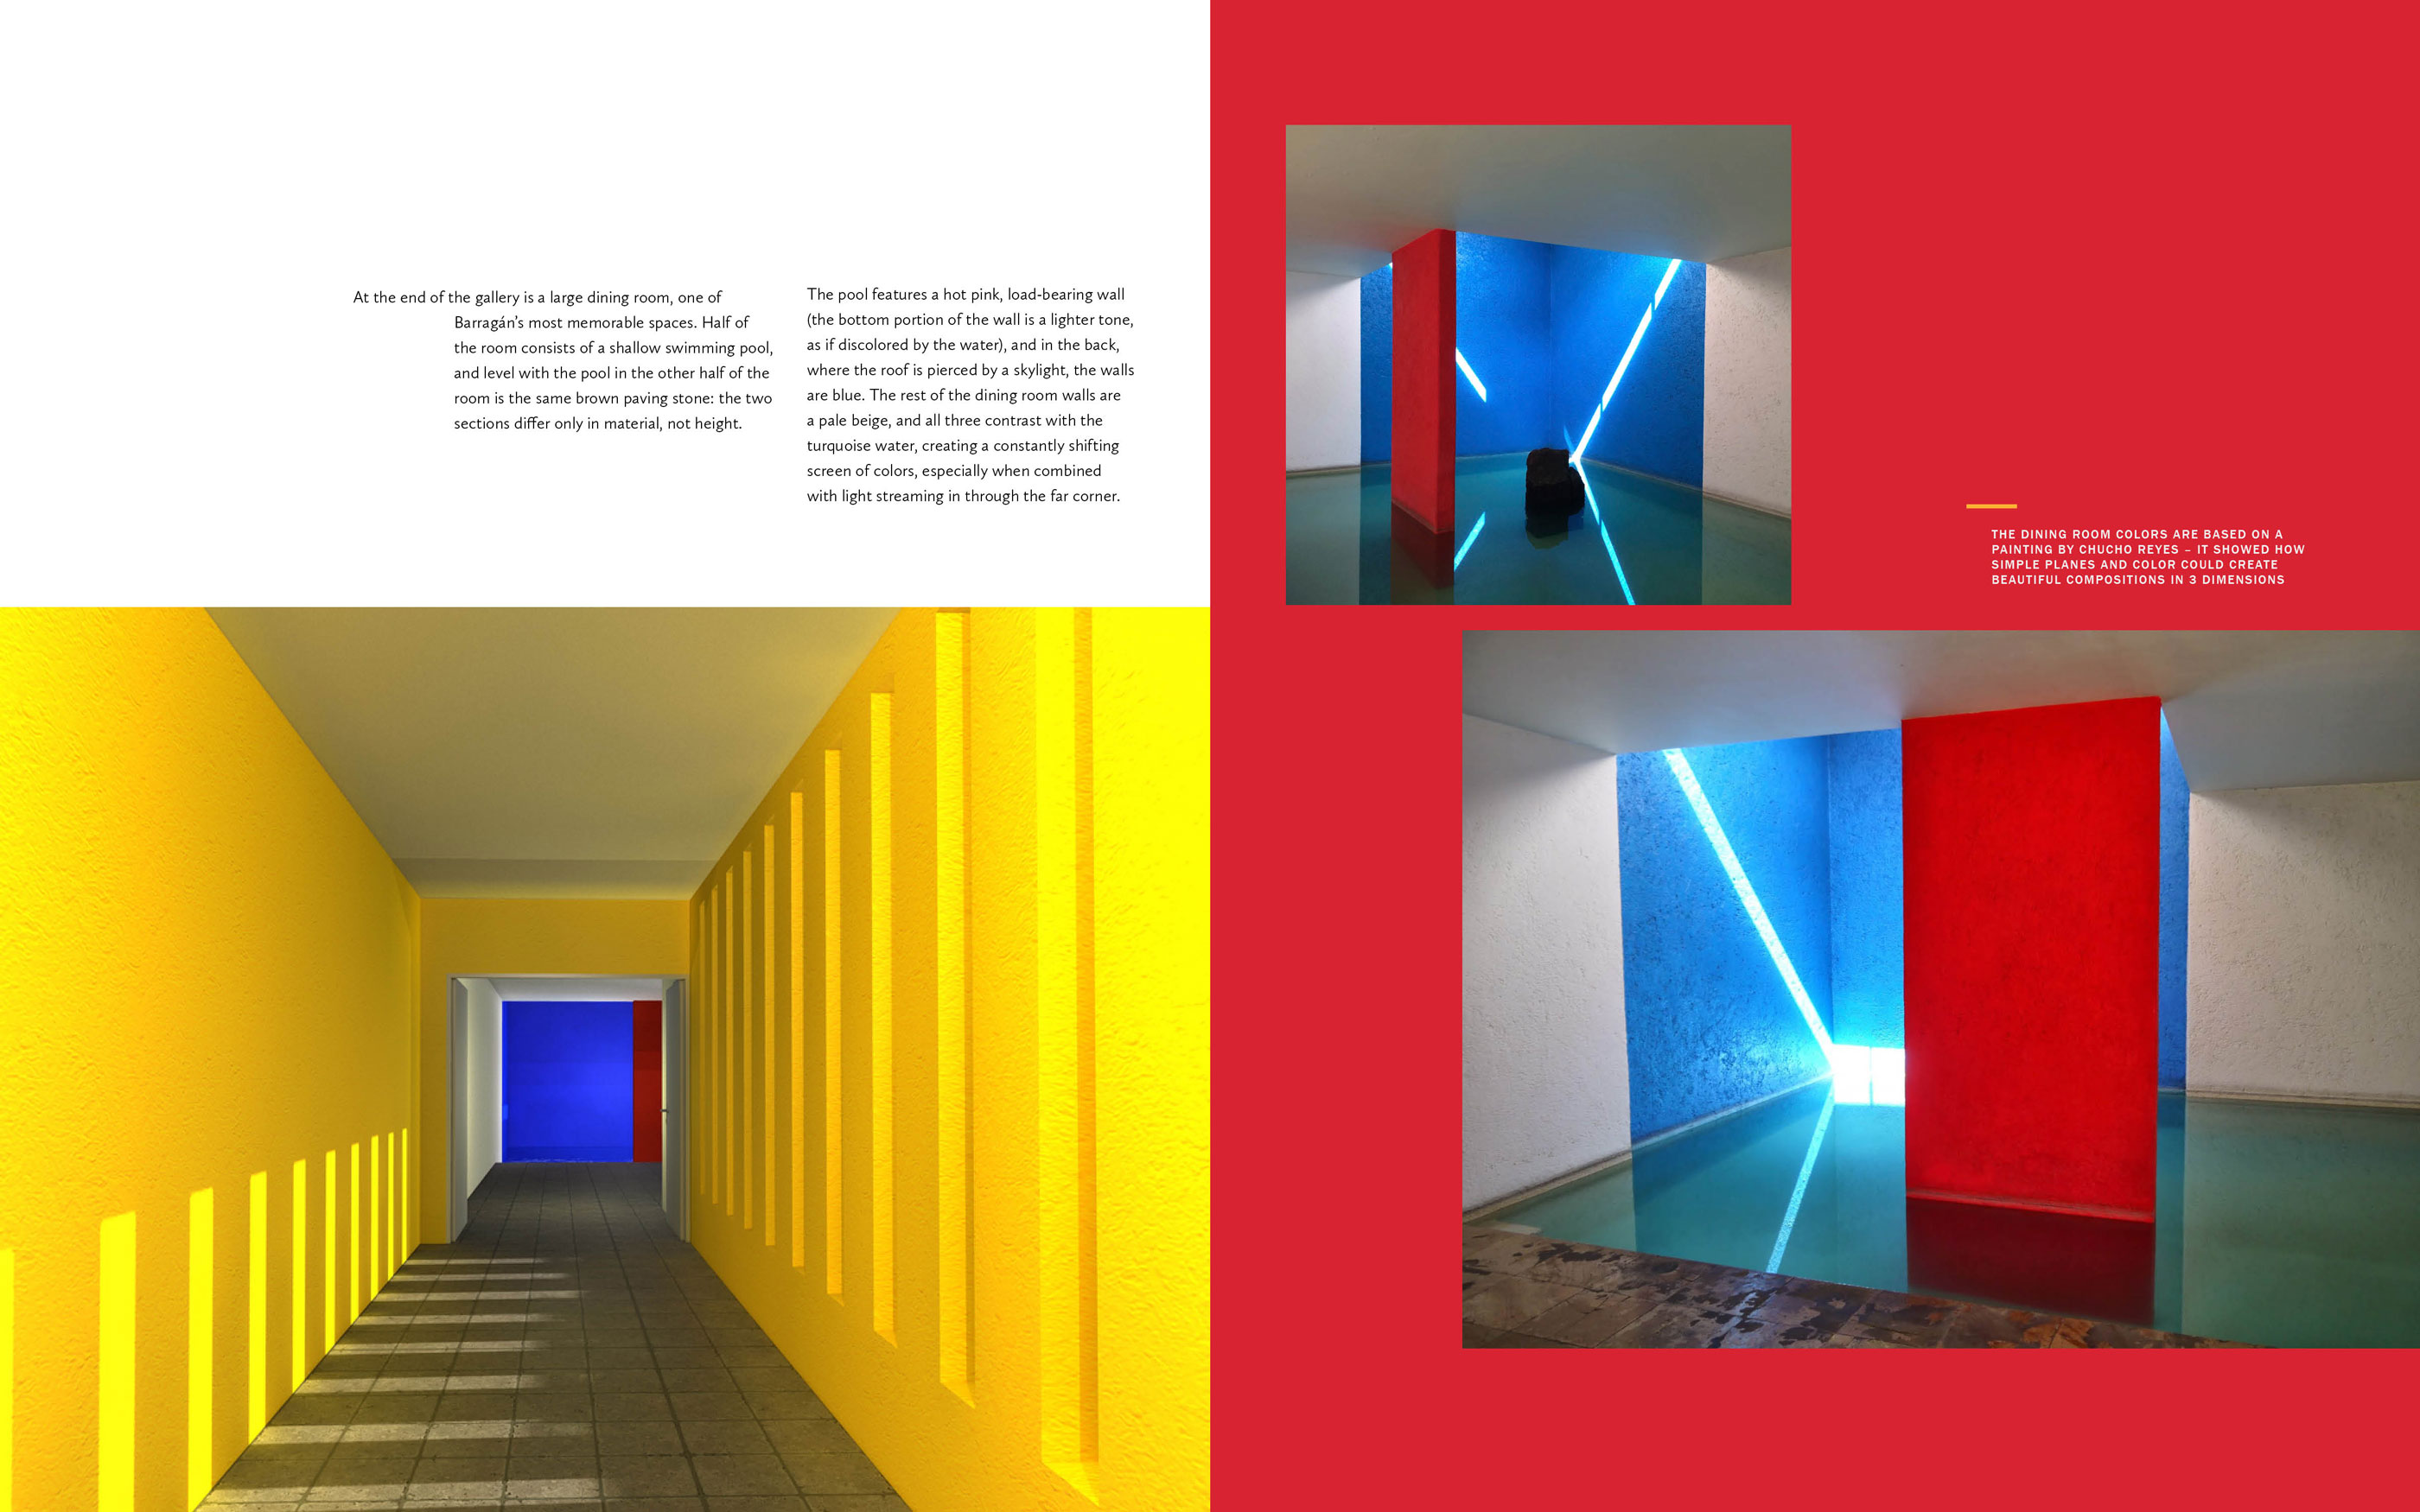 At the end of the gallery is a large dining room, one of
Barragán’s most memorable spaces. Half of
the room consists of a shallow swimming pool,
and level with the pool in the other half of the
room is the same brown paving stone: the two
sections differ only in material, not height.
The pool features a hot pink, load-bearing wall
(the bottom portion of the wall is a lighter tone,
as if discolored by the water), and in the back,
where the roof is pierced by a skylight, the walls
are blue. The rest of the dining room walls are
a pale beige, and all three contrast with the
turquoise water, creating a constantly shifting
screen of colors, especially when combined
with light streaming in through the far corner.
THE DINING ROOM COLORS ARE BASED ON A
PAINTING BY CHUCHO REYES – IT SHOWED HOW
SIMPLE PLANES AND COLOR COULD CREATE
BEAUTIFUL COMPOSITIONS IN 3 DIMENSIONS